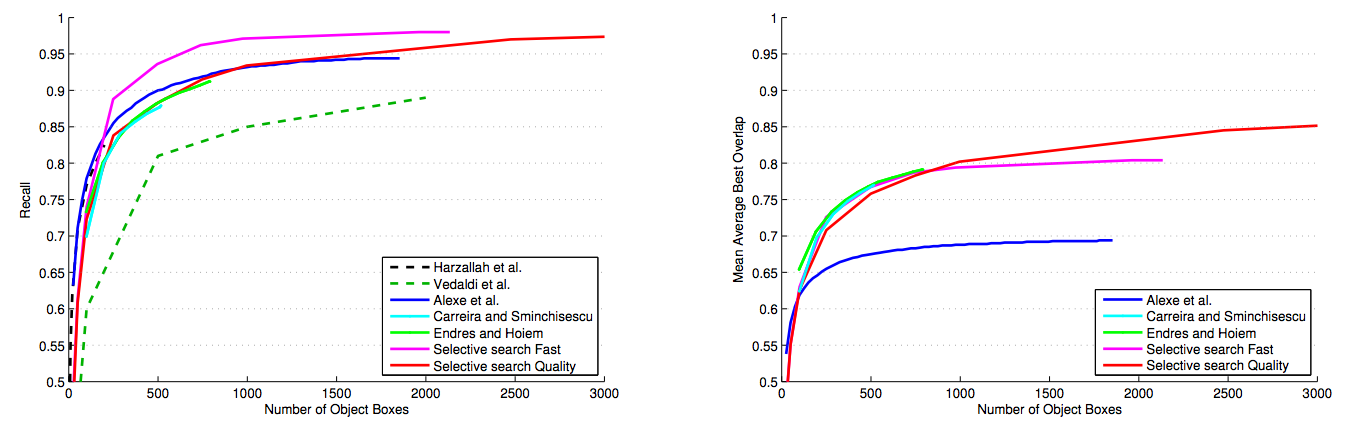 1
0.95
0.9
0.85
0.8
0.75
0.7
0.65
0.6
0.55
0.5
Recall
0 500 1000 1500 2000 2500 3000
Number of Object Boxes
Harzallah et al.
Vedaldi et al.
Alexe et al.
Carreira and Sminchisescu
Endres and Hoiem
Selective search Fast
Selective search Quality
1
0.95
0.9
0.85
0.8
0.75
0.7
0.65
0.6
0.55
0.5
Mean Average Best Overlap
0 500 1000 1500 2000 2500 3000
Number of Object Boxes
Alexe et al.
Carreira and Sminchisescu
Endres and Hoiem
Selective search Fast
Selective search Quality